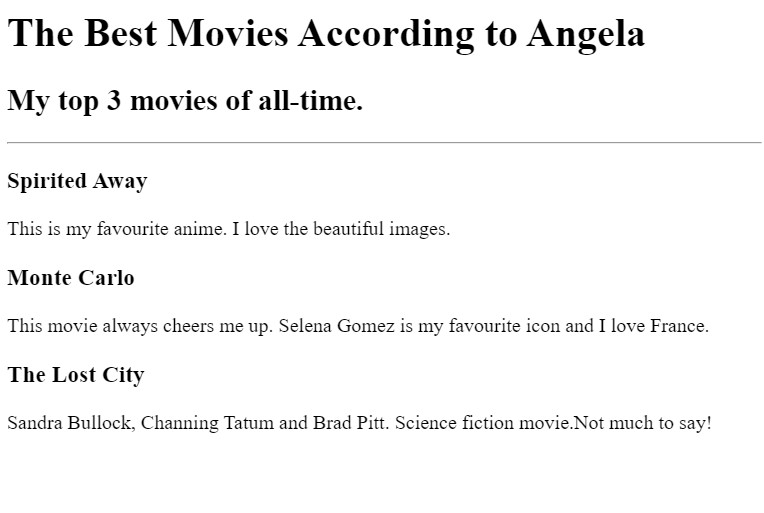 The Best Movies According to Angela
My top 3 movies of all-time.
Spirited Away
This is my favourite anime. I love the beautiful images.
Monte Carlo
This movie always cheers me up. Selena Gomez is my favourite icon and I love France.
The Lost City
Sandra Bullock, Channing Tatum and Brad Pitt. Science fiction movie.Not much to say!